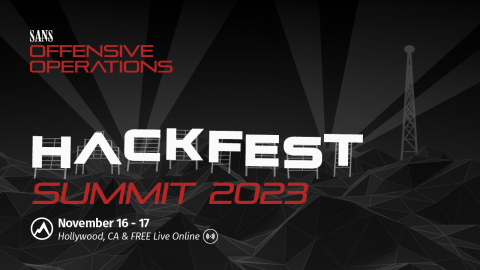 SANS
OFFENSIVE
OPERATIONS
HACKFEST
SUMMIT 2023
November 16 - 17
Hollywood, CA & FREE Live Online